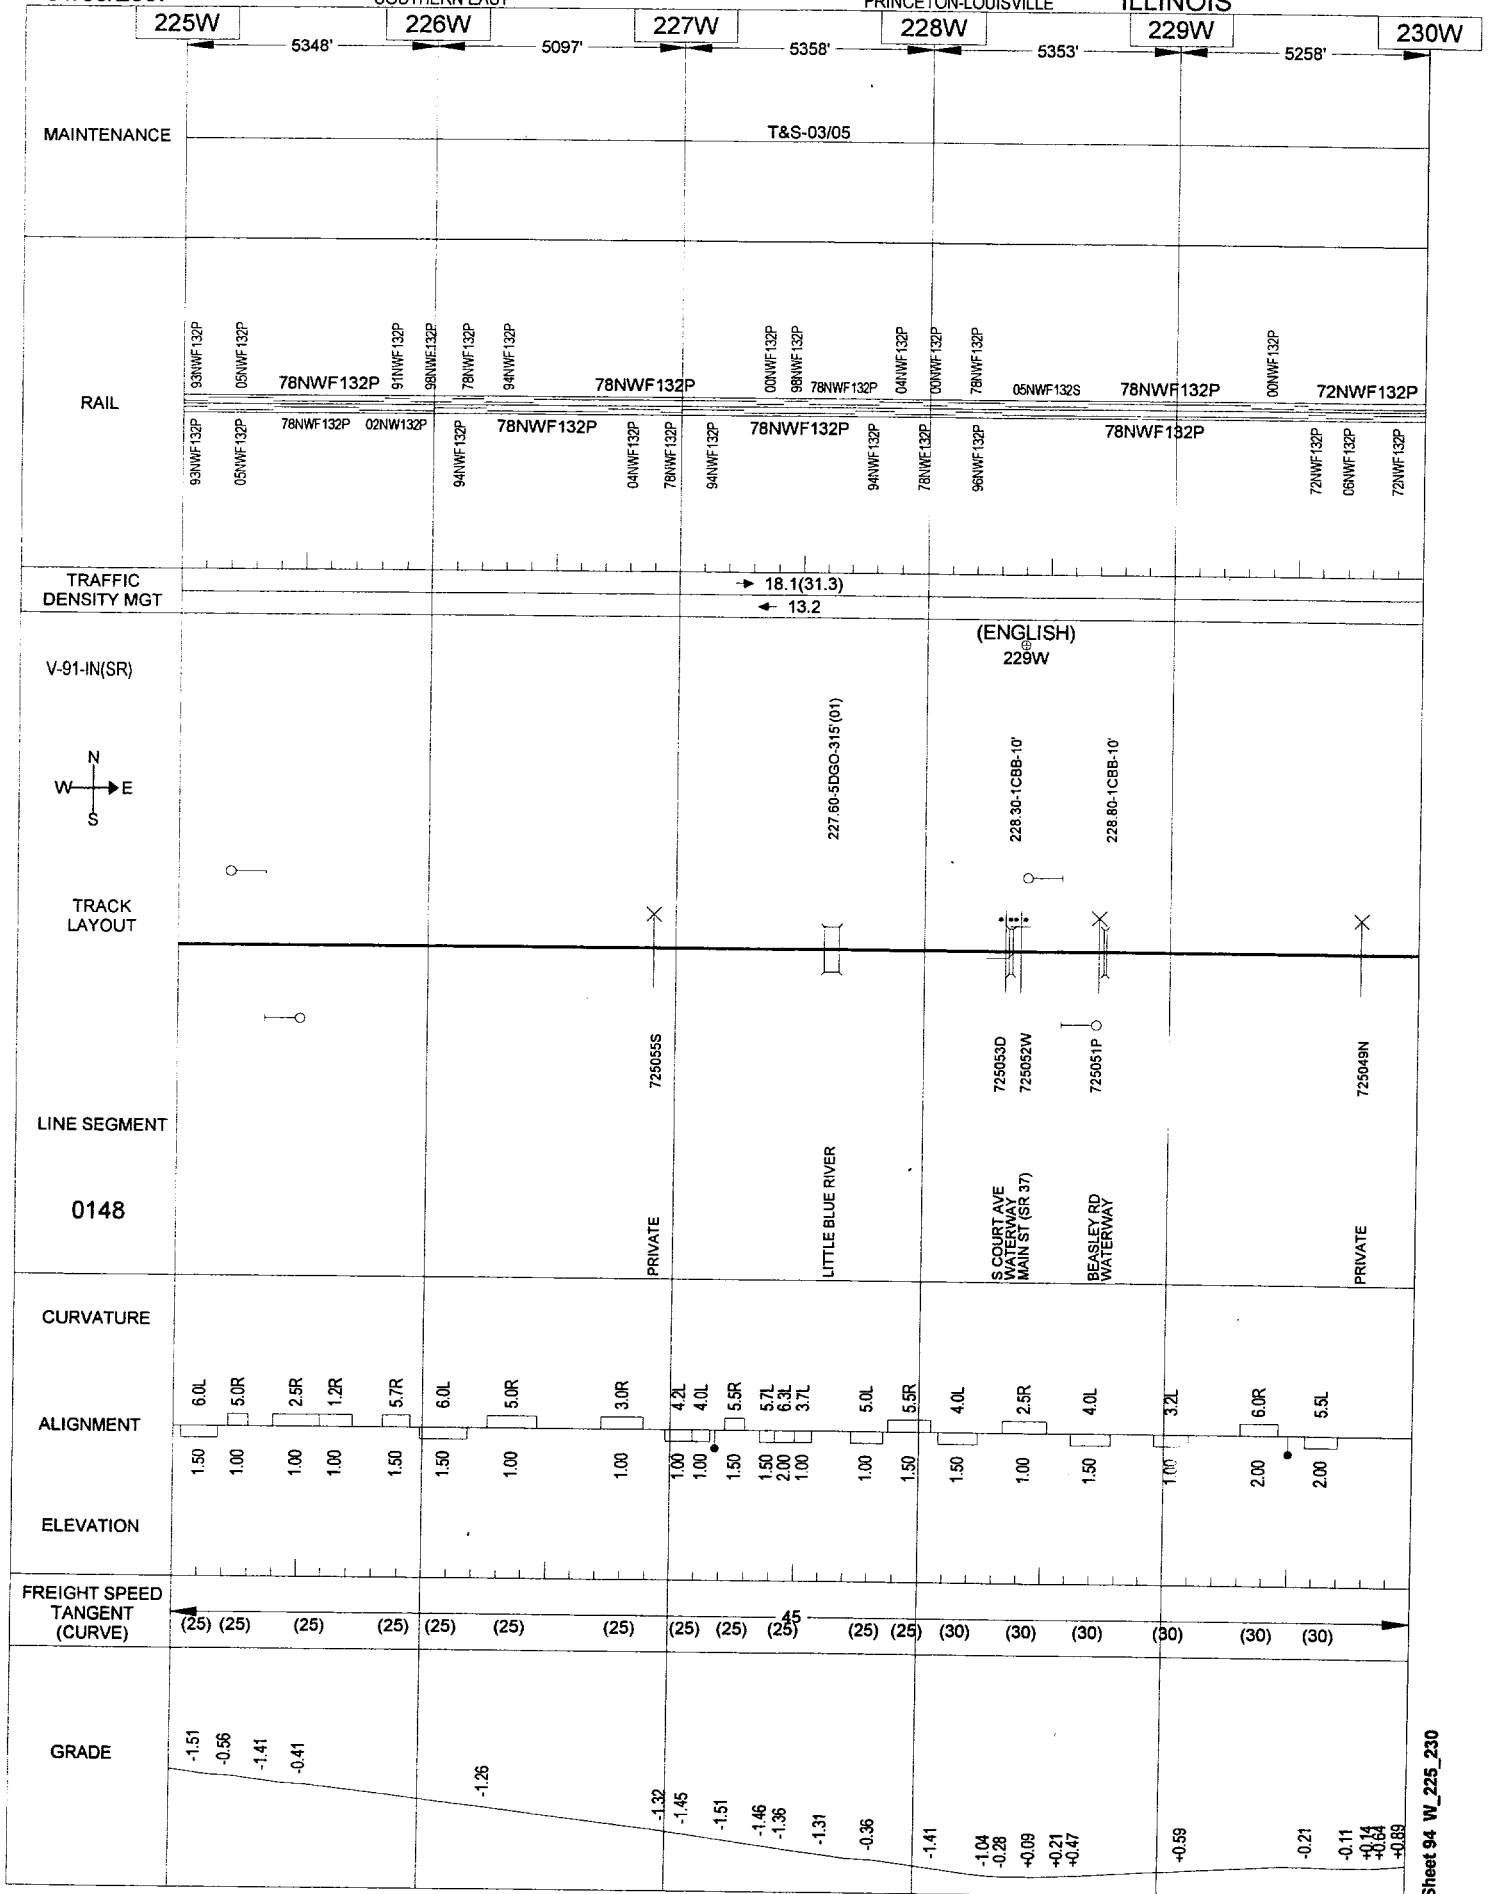 SOUTHERN EAST
PRINCETON-LOUISVILLE
ILLINOIS
225W 226W 227W 228W 229W 230W
5348' 5097' 5358' 5353' 5258'
MAINTENANCE
T&S-03/05
93NWF132P 05NWF132P 78NWF132P 91NWF132P 98NWF132P 78NWF132P 94NWF132P 78NWF132P 00NWF132P 98NWF132P 78NWF132P 04NWF132P 00NWF132P 78NWF132P 05NWF132S 78NWF132P 00NWF132P 72NWF132P
RAIL
93NWF132P 05NWF132P 78NWF132P 02NW132P 94NWF132P 78NWF132P 04NWF132P 78NWF132P 94NWF132P 78NWF132P 94NWF132P 78NWF132P 96NWF132P 78NWF132P 72NWF132P 06NWF132P 72NWF132P
TRAFFIC
DENSITY MGT
18.1(31.3)
13.2
(ENGLISH)
229W
V-91-IN(SR)
227.60-5DGO-315'(01)
228.30-1CBB-10'
228.80-1CBB-10'
N
W E
S
TRACK
LAYOUT
725055S 725053D 725052W 725051P 725049N
LINE SEGMENT
0148
PRIVATE
LITTLE BLUE RIVER
S COURT AVE
WATERWAY
MAIN ST (SR 37)
BEASLEY RD
WATERWAY
PRIVATE
CURVATURE
6.0L 5.0R 2.5R 1.2R 5.7R 6.0L 5.0R 3.0R 4.2L 4.0L 5.5R 5.7L 6.3L 3.7L 5.0L 5.5R 4.0L 2.5R 4.0L 3.2L 6.0R 5.5L
ALIGNMENT
1.50 1.00 1.00 1.00 1.50 1.50 1.00 1.00 1.00 1.00 1.50 1.50 2.00 1.00 1.00 1.50 1.50 1.00 1.50 1.00 2.00 2.00
ELEVATION
FREIGHT SPEED
TANGENT
(CURVE)
45
(25) (25) (25) (25) (25) (25) (25) (25) (25) (25) (25) (25) (30) (30) (30) (30) (30) (30)
GRADE
-1.51 -0.56 -1.41 -0.41 -1.26 -1.32 -1.45 -1.51 -1.46 -1.36 -1.31 -0.36 -1.41 -1.04 -0.28 +0.09 +0.21 +0.47 +0.59 -0.21 -0.11 +0.14 +0.64 +0.89
Sheet 94 W_225_230